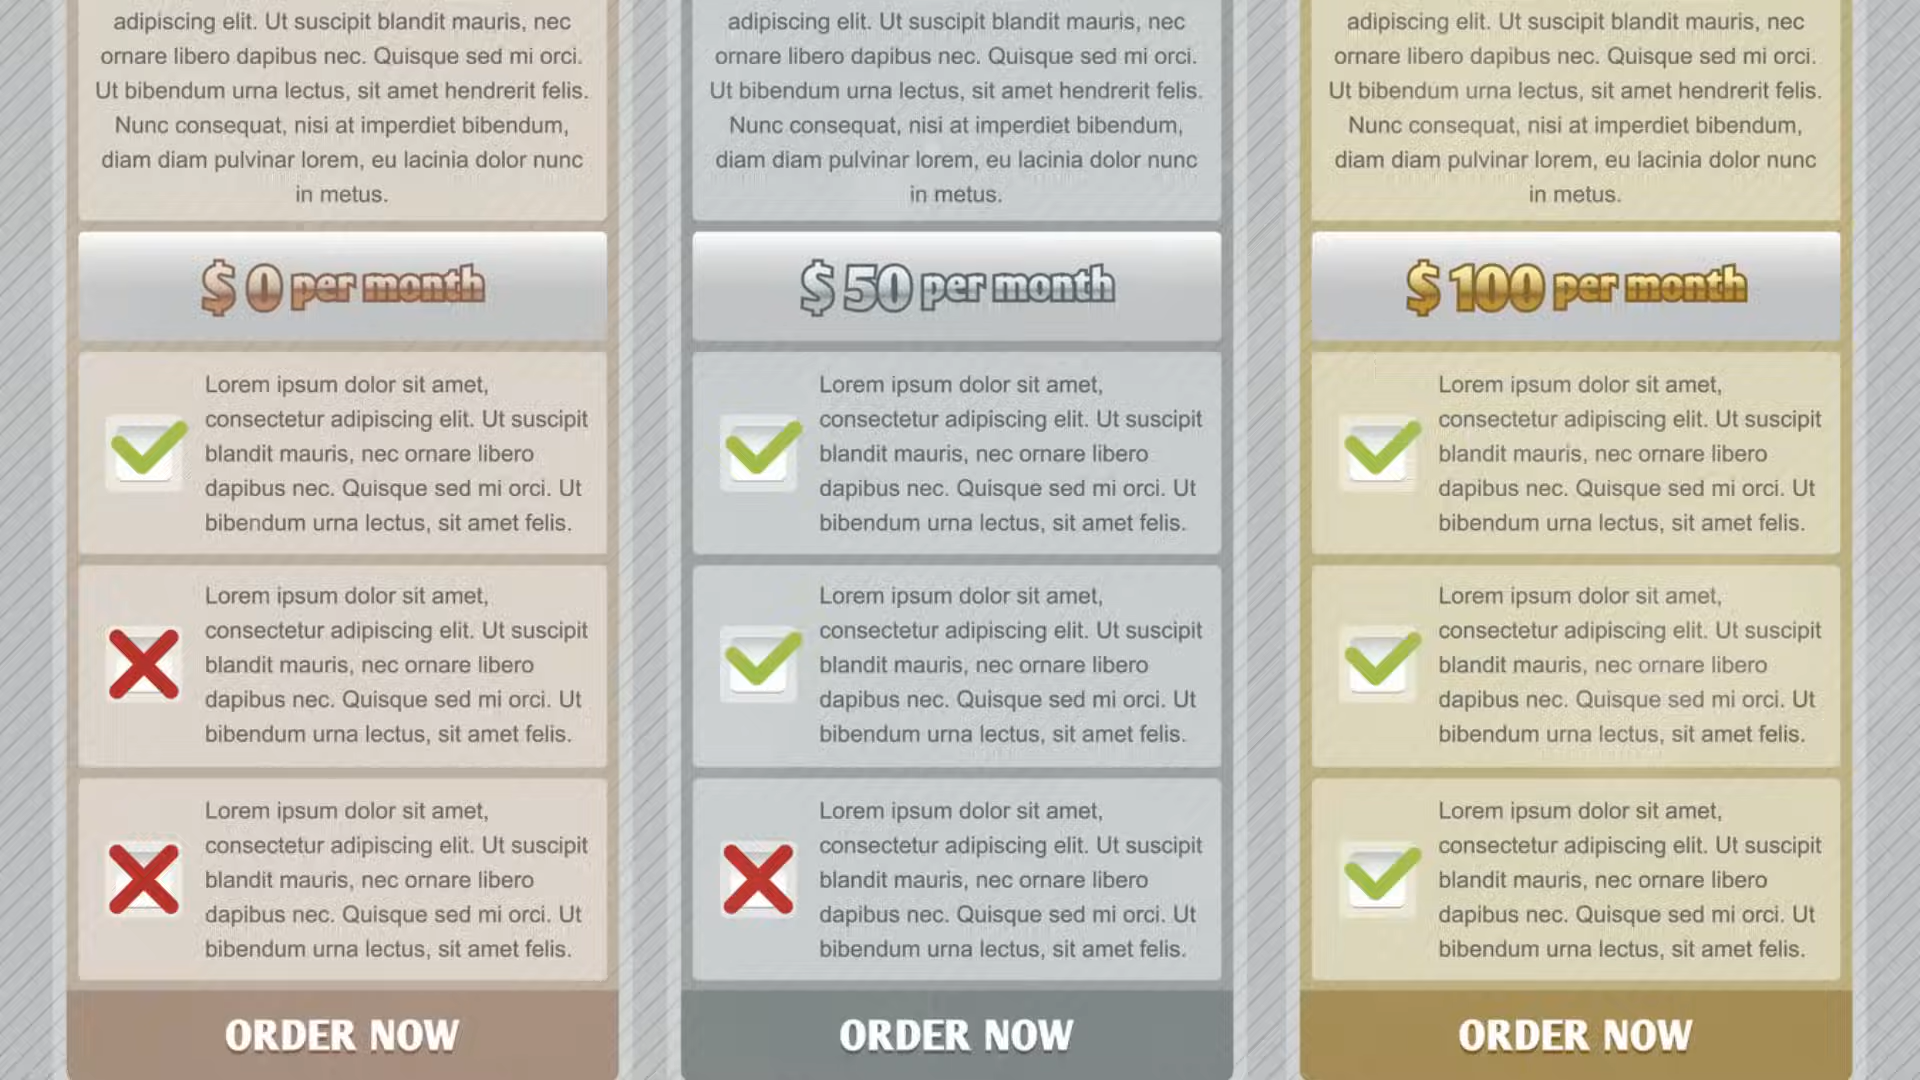 adipiscing elit. Ut suscipit blandit mauris, nec
ornare libero dapibus nec. Quisque sed mi orci.
Ut bibendum urna lectus, sit amet hendrerit felis.
Nunc consequat, nisi at imperdiet bibendum,
diam diam pulvinar lorem, eu lacinia dolor nunc
in metus.
$ 0 per month
Lorem ipsum dolor sit amet,
consectetur adipiscing elit. Ut suscipit
blandit mauris, nec ornare libero
dapibus nec. Quisque sed mi orci. Ut
bibendum urna lectus, sit amet felis.
Lorem ipsum dolor sit amet,
consectetur adipiscing elit. Ut suscipit
blandit mauris, nec ornare libero
dapibus nec. Quisque sed mi orci. Ut
bibendum urna lectus, sit amet felis.
Lorem ipsum dolor sit amet,
consectetur adipiscing elit. Ut suscipit
blandit mauris, nec ornare libero
dapibus nec. Quisque sed mi orci. Ut
bibendum urna lectus, sit amet felis.
ORDER NOW
adipiscing elit. Ut suscipit blandit mauris, nec
ornare libero dapibus nec. Quisque sed mi orci.
Ut bibendum urna lectus, sit amet hendrerit felis.
Nunc consequat, nisi at imperdiet bibendum,
diam diam pulvinar lorem, eu lacinia dolor nunc
in metus.
$ 50 per month
Lorem ipsum dolor sit amet,
consectetur adipiscing elit. Ut suscipit
blandit mauris, nec ornare libero
dapibus nec. Quisque sed mi orci. Ut
bibendum urna lectus, sit amet felis.
Lorem ipsum dolor sit amet,
consectetur adipiscing elit. Ut suscipit
blandit mauris, nec ornare libero
dapibus nec. Quisque sed mi orci. Ut
bibendum urna lectus, sit amet felis.
Lorem ipsum dolor sit amet,
consectetur adipiscing elit. Ut suscipit
blandit mauris, nec ornare libero
dapibus nec. Quisque sed mi orci. Ut
bibendum urna lectus, sit amet felis.
ORDER NOW
adipiscing elit. Ut suscipit blandit mauris, nec
ornare libero dapibus nec. Quisque sed mi orci.
Ut bibendum urna lectus, sit amet hendrerit felis.
Nunc consequat, nisi at imperdiet bibendum,
diam diam pulvinar lorem, eu lacinia dolor nunc
in metus.
$ 100 per month
Lorem ipsum dolor sit amet,
consectetur adipiscing elit. Ut suscipit
blandit mauris, nec ornare libero
dapibus nec. Quisque sed mi orci. Ut
bibendum urna lectus, sit amet felis.
Lorem ipsum dolor sit amet,
consectetur adipiscing elit. Ut suscipit
blandit mauris, nec ornare libero
dapibus nec. Quisque sed mi orci. Ut
bibendum urna lectus, sit amet felis.
Lorem ipsum dolor sit amet,
consectetur adipiscing elit. Ut suscipit
blandit mauris, nec ornare libero
dapibus nec. Quisque sed mi orci. Ut
bibendum urna lectus, sit amet felis.
ORDER NOW